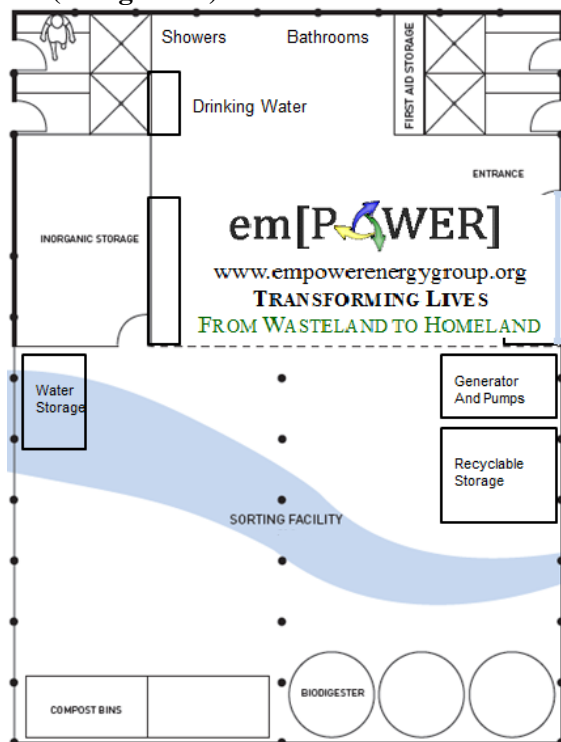 Showers Bathrooms
FIRST AID STORAGE
Drinking Water
ENTRANCE
INORGANIC STORAGE
em[POWER]
www.empowerenergygroup.org
TRANSFORMING LIVES
FROM WASTELAND TO HOMELAND
Water
Storage
Generator
And Pumps
Recyclable
Storage
SORTING FACILITY
BIODIGESTER
COMPOST BINS